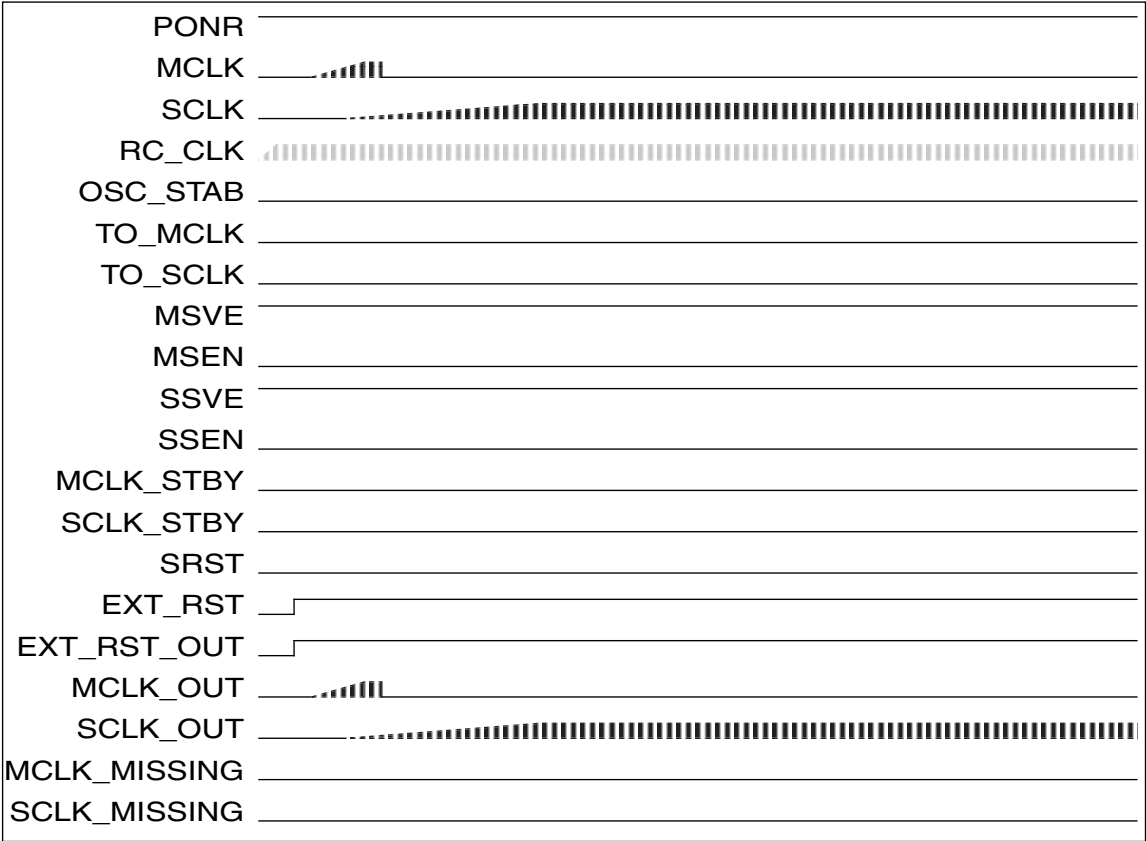 PONR
MCLK
SCLK
RC_CLK
OSC_STAB
TO_MCLK
TO_SCLK
MSVE
MSEN
SSVE
SSEN
MCLK_STBY
SCLK_STBY
SRST
EXT_RST
EXT_RST_OUT
MCLK_OUT
SCLK_OUT
MCLK_MISSING
SCLK_MISSING